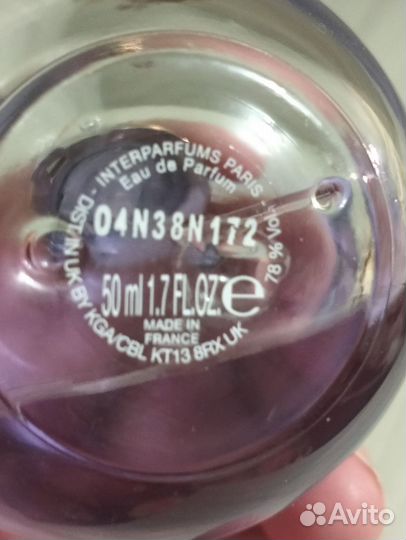 - INTERPARFUMS PARIS -
Eau de Parfum
78 % Vol
04N38N172
50 ml 1.7 FL.OZ. e
MADE IN
FRANCE
DIST.IN UK BY KGA/CBL KT13 8RX UK
Avito